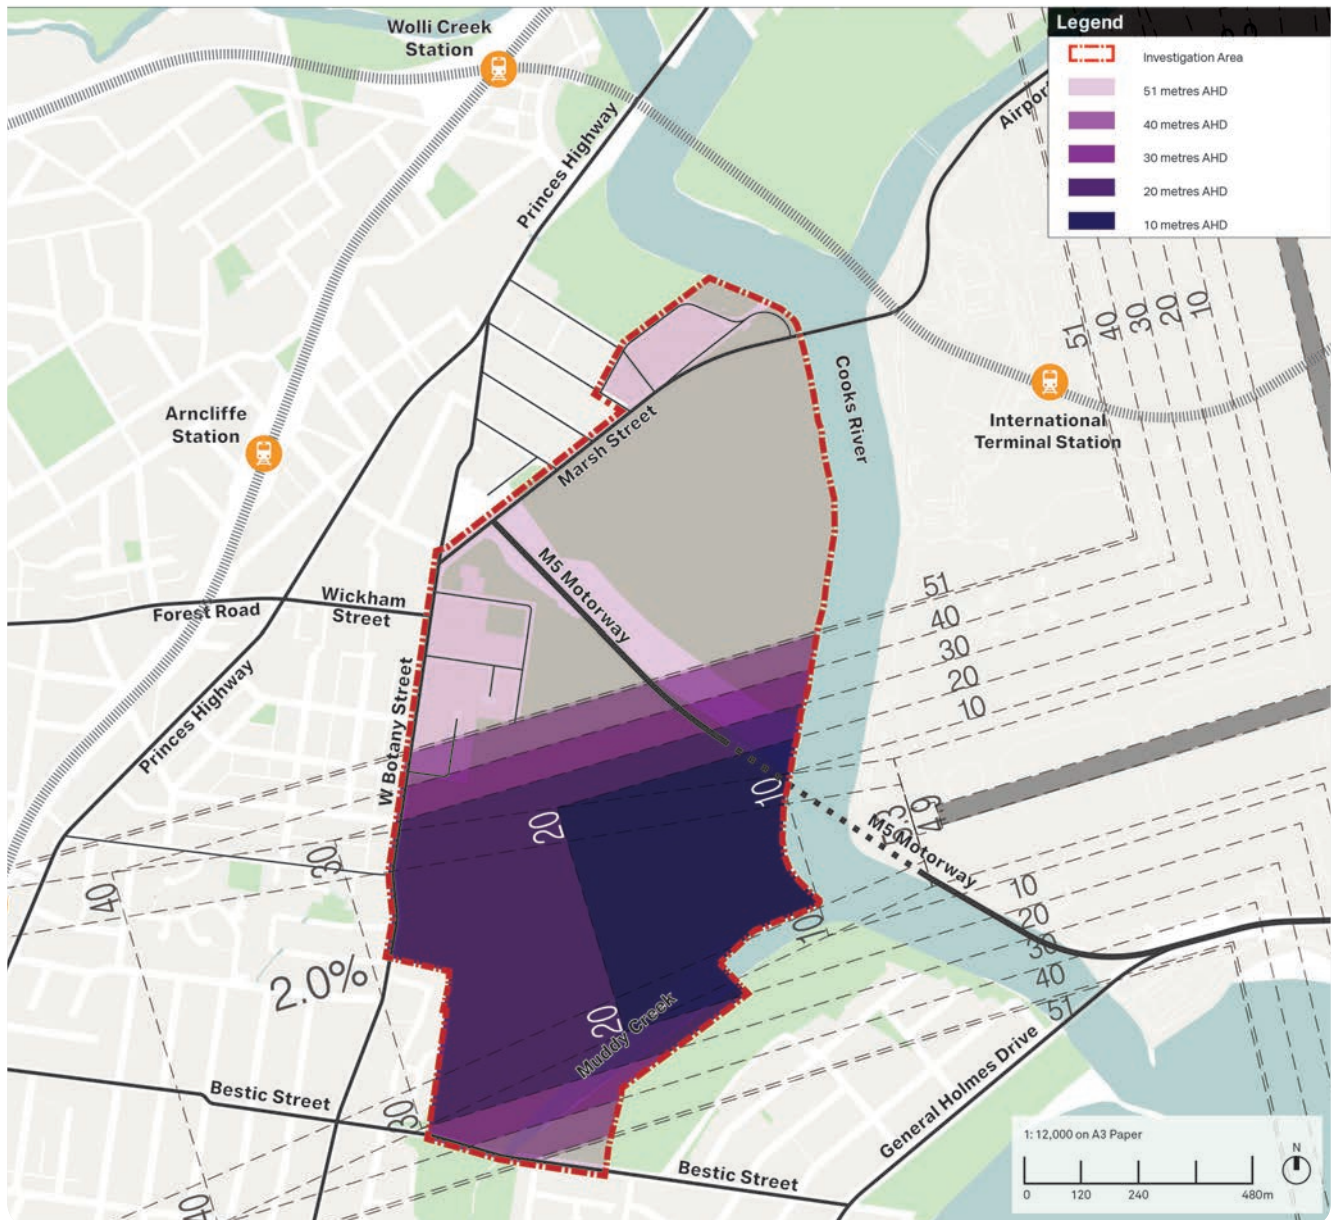 Legend
Investigation Area
51 metres AHD
40 metres AHD
30 metres AHD
20 metres AHD
10 metres AHD
Wolli Creek
Station
Princes Highway
Airport
51
40
30
20
10
Cooks River
International
Terminal Station
Arncliffe
Station
Marsh Street
M5 Motorway
Forest Road
Wickham
Street
W Botany Street
Princes Highway
51
40
30
20
10
20
10
30
40
49
M5 Motorway
10
20
30
40
51
10
2.0%
20
Muddy Creek
General Holmes Drive
Bestic Street
30
Bestic Street
40
1: 12,000 on A3 Paper
N
0
120
240
480m